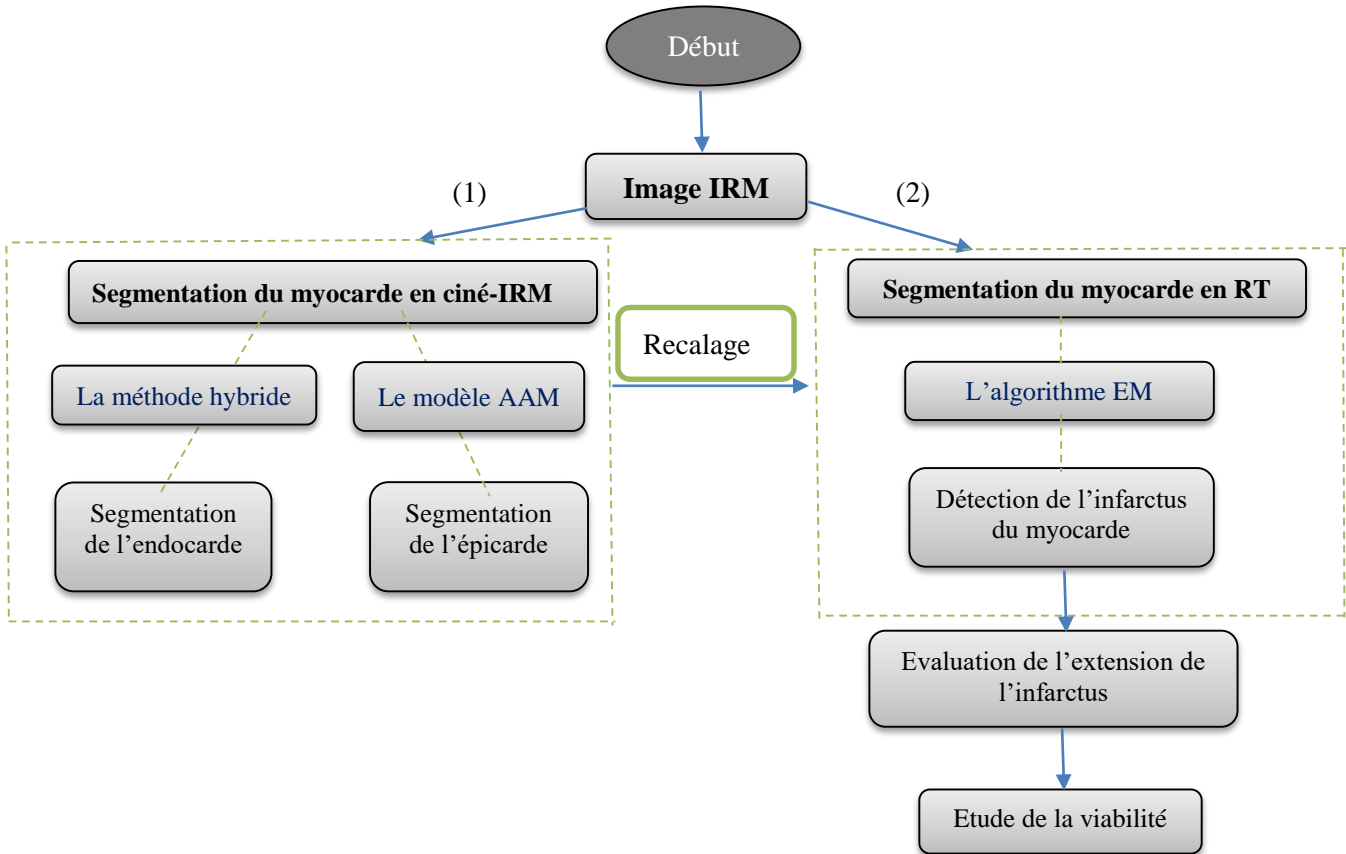 Début
Image IRM
(1)
(2)
Segmentation du myocarde en ciné-IRM
La méthode hybride
Le modèle AAM
Segmentation
de l’endocarde
Segmentation
de l’épicarde
Recalage
Segmentation du myocarde en RT
L’algorithme EM
Détection de l’infarctus
du myocarde
Evaluation de l’extension de
l’infarctus
Etude de la viabilité